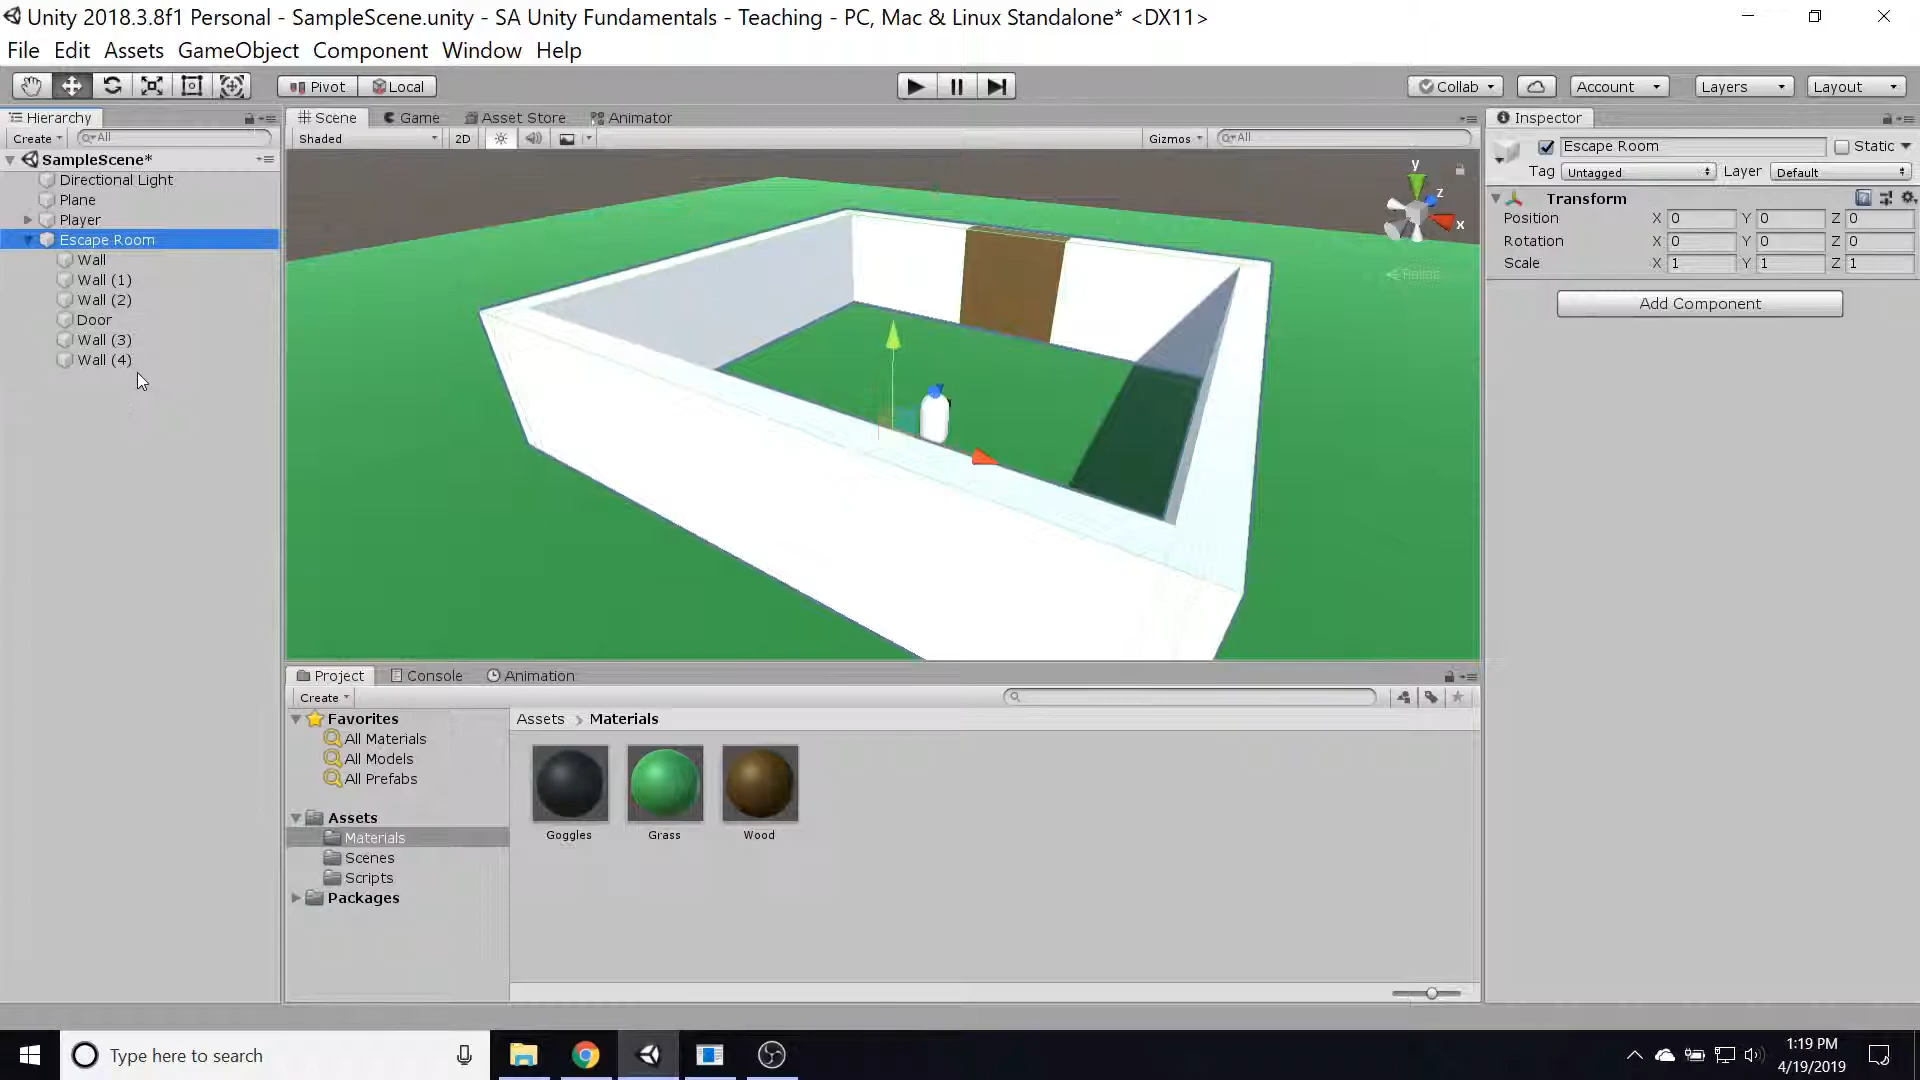 Unity 2018.3.8f1 Personal - SampleScene.unity - SA Unity Fundamentals - Teaching - PC, Mac & Linux Standalone* <DX11>
File Edit Assets GameObject Component Window Help
Pivot Local Collab Account Layers Layout
Hierarchy
Create All
SampleScene*
Directional Light
Plane
Player
Escape Room
Wall
Wall (1)
Wall (2)
Door
Wall (3)
Wall (4)
Scene Game Asset Store Animator
Shaded 2D Gizmos All
y
z
x
Inspector
Escape Room Static
Tag Untagged Layer Default
Transform
Position X 0 Y 0 Z 0
Rotation X 0 Y 0 Z 0
Scale X 1 Y 1 Z 1
Add Component
Project Console Animation
Create
Favorites
All Materials
All Models
All Prefabs
Assets
Materials
Scenes
Scripts
Packages
Assets > Materials
Goggles Grass Wood
Type here to search
1:19 PM
4/19/2019